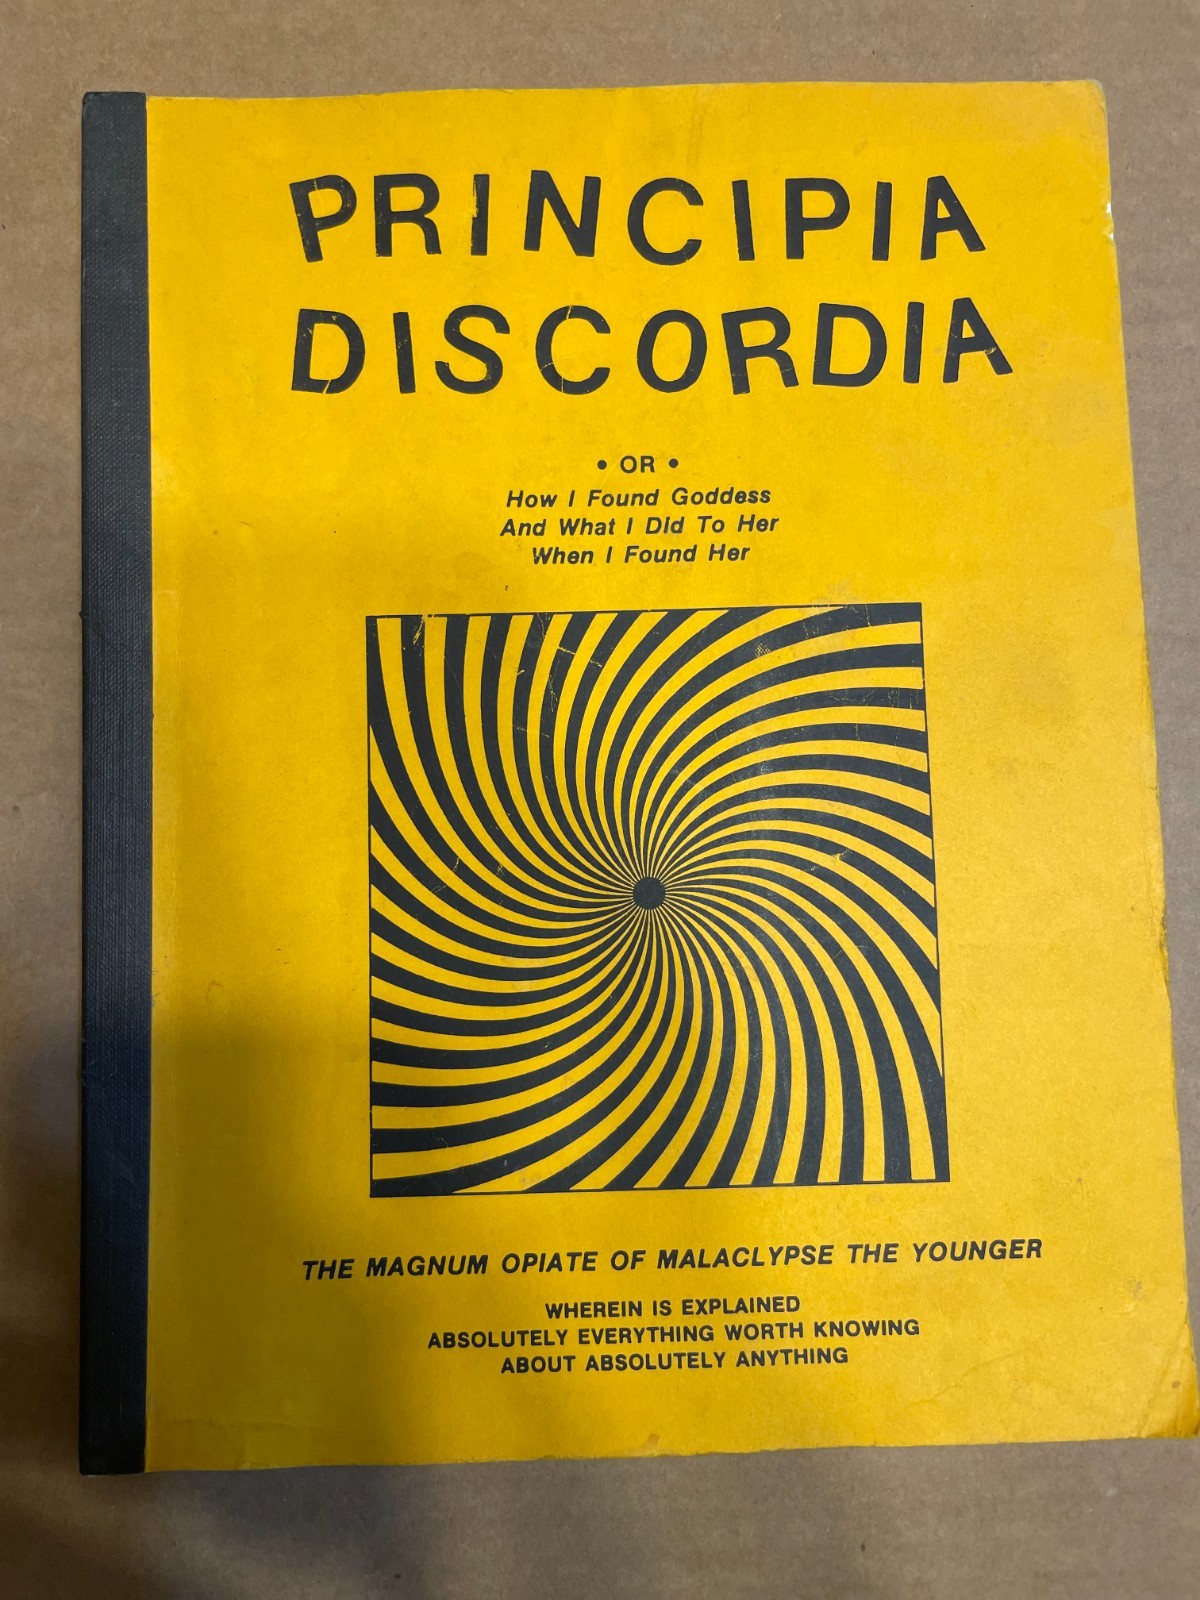 PRINCIPIA
DISCORDIA
• OR •
How I Found Goddess
And What I Did To Her
When I Found Her
THE MAGNUM OPIATE OF MALACLYPSE THE YOUNGER
WHEREIN IS EXPLAINED
ABSOLUTELY EVERYTHING WORTH KNOWING
ABOUT ABSOLUTELY ANYTHING